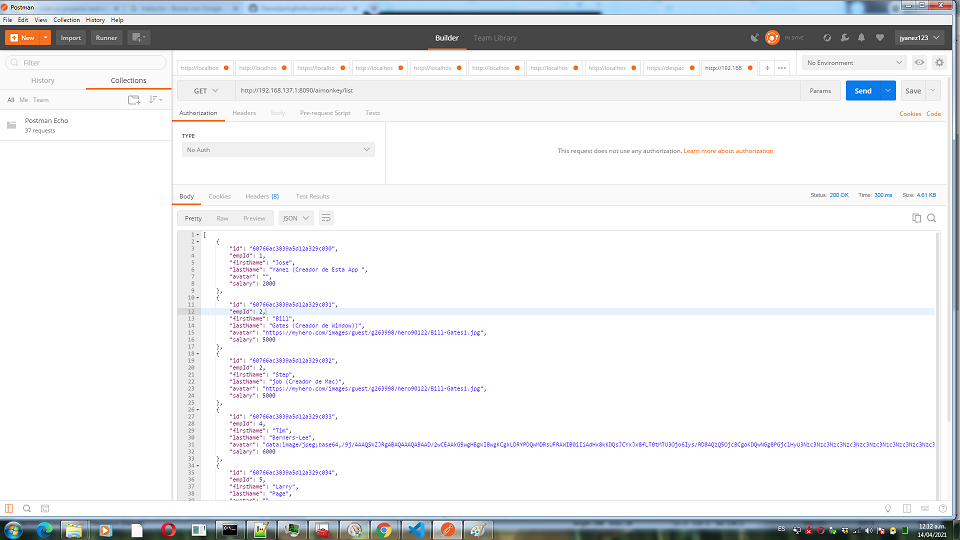 Postman
File Edit View Collection History Help
New Import Runner Builder Team Library IN SYNC jyanez123
Filter
History Collections
All Me Team
Postman Echo
37 requests
http://localhos http://localhos http://localho http://localhos http://localhos http://localhos http://localhos http://localhos https://despac http://192.168 + No Environment
GET http://192.168.137.1:8090/aimonkey/list Params Send Save
Authorization Headers Body Pre-request Script Tests Cookies Code
TYPE
No Auth
This request does not use any authorization. Learn more about authorization
Body Cookies Headers (8) Test Results Status: 200 OK Time: 300 ms Size: 4.61 KB
Pretty Raw Preview JSON
1 [
2 {
3 "id": "60766ac3839a5d12a329c030",
4 "empId": 1,
5 "firstName": "Jose",
6 "lastName": "Yanez (Creador de Esta App ",
7 "avatar": "",
8 "salary": 2000
9 },
10 {
11 "id": "60766ac3839a5d12a329c031",
12 "empId": 2,
13 "firstName": "Bill",
14 "lastName": "Gates (Creador de Window))",
15 "avatar": "https://myhero.com/images/guest/g263998/hero90122/Bill-Gates1.jpg",
16 "salary": 5000
17 },
18 {
19 "id": "60766ac3839a5d12a329c032",
20 "empId": 2,
21 "firstName": "Step",
22 "lastName": "job (Creador de Mac)",
23 "avatar": "https://myhero.com/images/guest/g263998/hero90122/Bill-Gates1.jpg",
24 "salary": 5000
25 },
26 {
27 "id": "60766ac3839a5d12a329c033",
28 "empId": 4,
29 "firstName": "Tim",
30 "lastName": "Berners-Lee",
31 "avatar": "data:image/jpeg;base64,
32 "salary": 6000
33 },
34 {
35 "id": "60766ac3839a5d12a329c034",
36 "empId": 5,
37 "firstName": "Larry",
38 "lastName": "Page",
ES 12:12 a.m.
14/04/2021